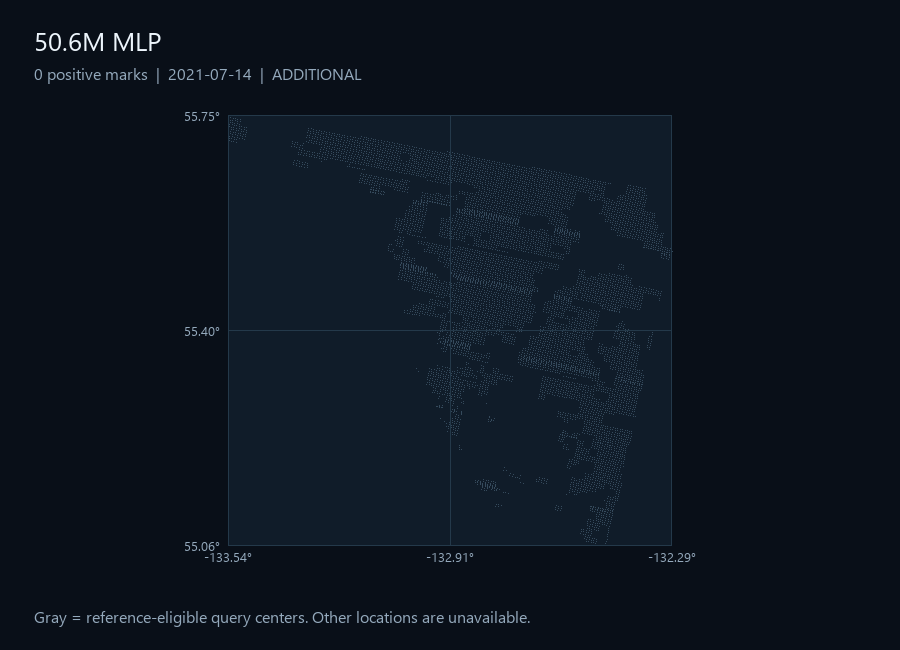 50.6M MLP
0 positive marks | 2021-07-14 | ADDITIONAL
55.75°
55.40°
55.06°
-133.54° -132.91° -132.29°
Gray = reference-eligible query centers. Other locations are unavailable.